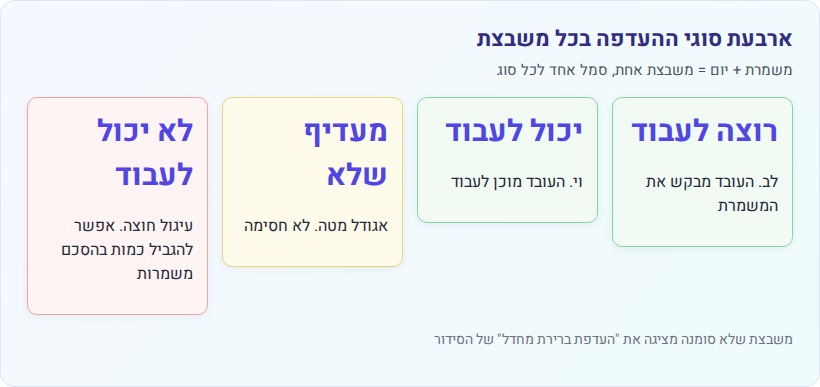 ארבעת סוגי ההעדפה בכל משבצת
משמרת + יום = משבצת אחת, סמל אחד לכל סוג
רוצה לעבוד
לב. העובד מבקש את
המשמרת
יכול לעבוד
וי. העובד מוכן לעבוד
מעדיף
שלא
אגודל מטה. לא חסימה
לא יכול
לעבוד
עיגול חוצה. אפשר
להגביל כמות בהסכם
משמרות
משבצת שלא סומנה מציגה את "העדפת ברירת מחדל" של הסידור